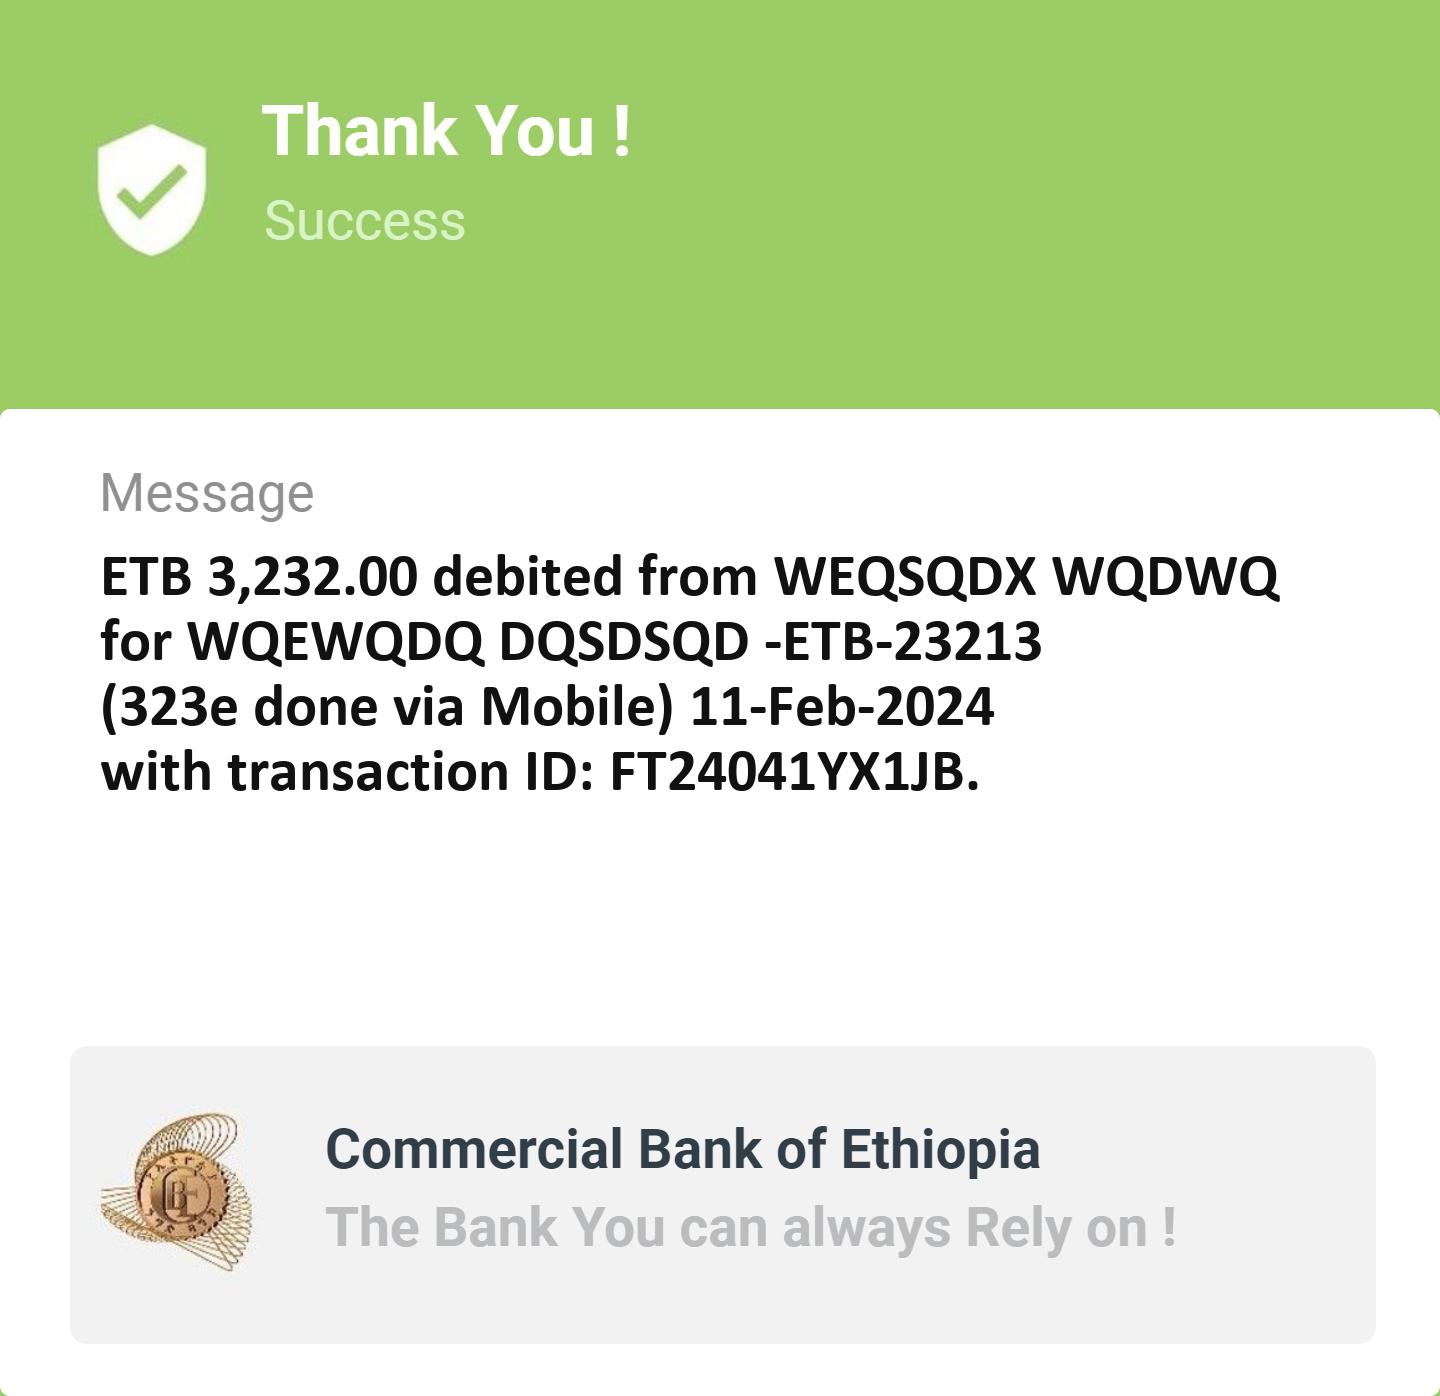 Thank You !
Success
Message
ETB 3,232.00 debited from WEQSQDX WQDWQ
for WQEWQDQ DQSDSQD -ETB-23213
(323e done via Mobile) 11-Feb-2024
with transaction ID: FT24041YX1JB.
Commercial Bank of Ethiopia
The Bank You can always Rely on !